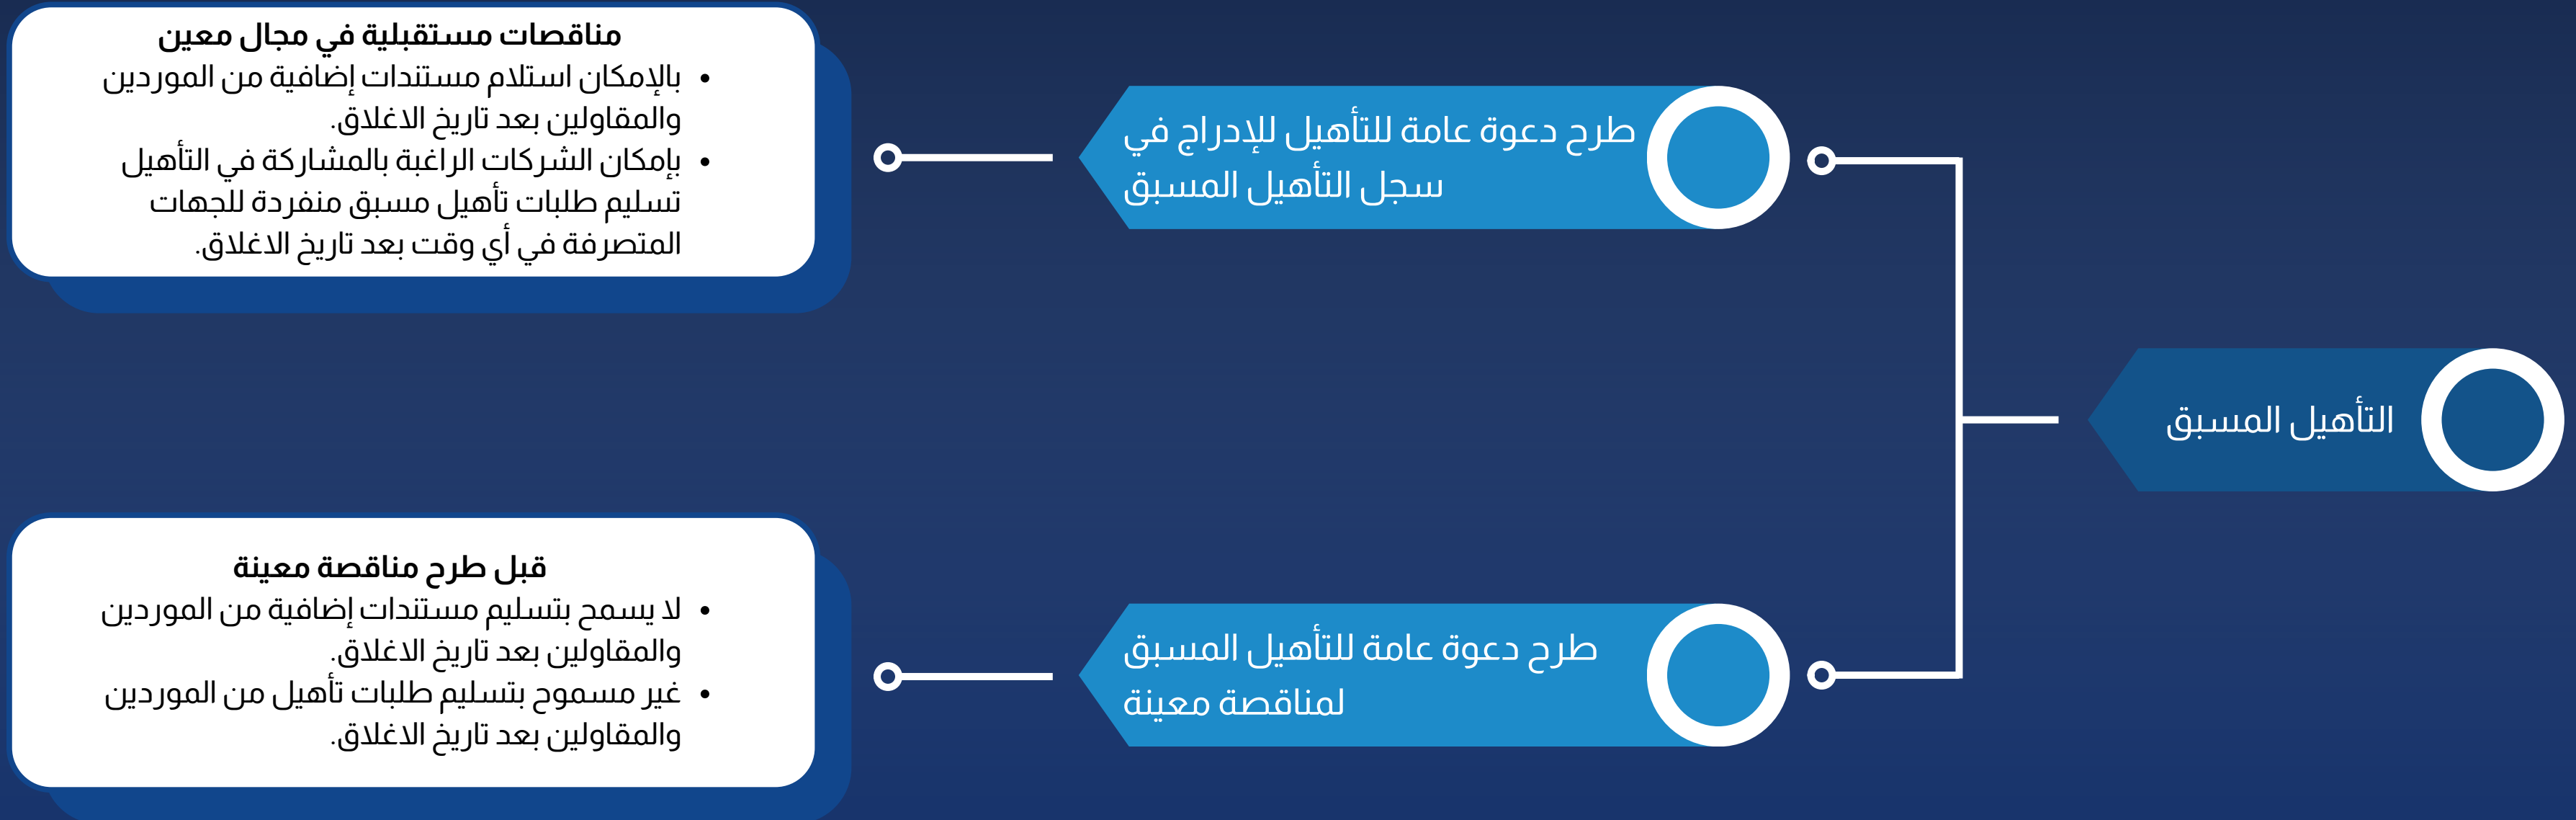 التأهيل المسبق
طرح دعوة عامة للتأهيل للإدراج في
سجل التأهيل المسبق
مناقصات مستقبلية في مجال معين
• بالإمكان استلام مستندات إضافية من الموردين
والمقاولين بعد تاريخ الاغلاق.
• بإمكان الشركات الراغبة بالمشاركة في التأهيل
تسليم طلبات تأهيل مسبق منفردة للجهات
المتصرفة في أي وقت بعد تاريخ الاغلاق.
طرح دعوة عامة للتأهيل المسبق
لمناقصة معينة
قبل طرح مناقصة معينة
• لا يسمح بتسليم مستندات إضافية من الموردين
والمقاولين بعد تاريخ الاغلاق.
• غير مسموح بتسليم طلبات تأهيل من الموردين
والمقاولين بعد تاريخ الاغلاق.